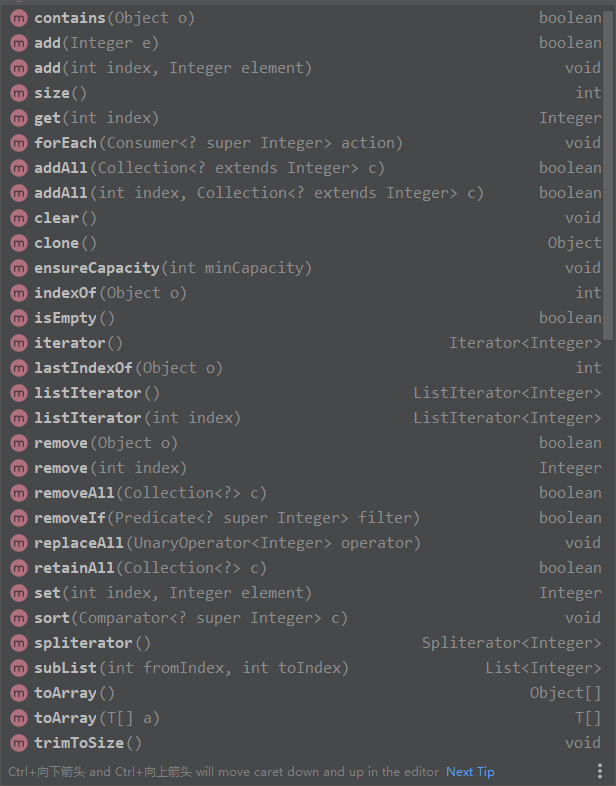 m contains(Object o) boolean
m add(Integer e) boolean
m add(int index, Integer element) void
m size() int
m get(int index) Integer
m forEach(Consumer<? super Integer> action) void
m addAll(Collection<? extends Integer> c) boolean
m addAll(int index, Collection<? extends Integer> c) boolean
m clear() void
m clone() Object
m ensureCapacity(int minCapacity) void
m indexOf(Object o) int
m isEmpty() boolean
m iterator() Iterator<Integer>
m lastIndexOf(Object o) int
m listIterator() ListIterator<Integer>
m listIterator(int index) ListIterator<Integer>
m remove(Object o) boolean
m remove(int index) Integer
m removeAll(Collection<?> c) boolean
m removeIf(Predicate<? super Integer> filter) boolean
m replaceAll(UnaryOperator<Integer> operator) void
m retainAll(Collection<?> c) boolean
m set(int index, Integer element) Integer
m sort(Comparator<? super Integer> c) void
m spliterator() Spliterator<Integer>
m subList(int fromIndex, int toIndex) List<Integer>
m toArray() Object[]
m toArray(T[] a) T[]
m trimToSize() void
Ctrl+向下箭头 and Ctrl+向上箭头 will move caret down and up in the editor Next Tip